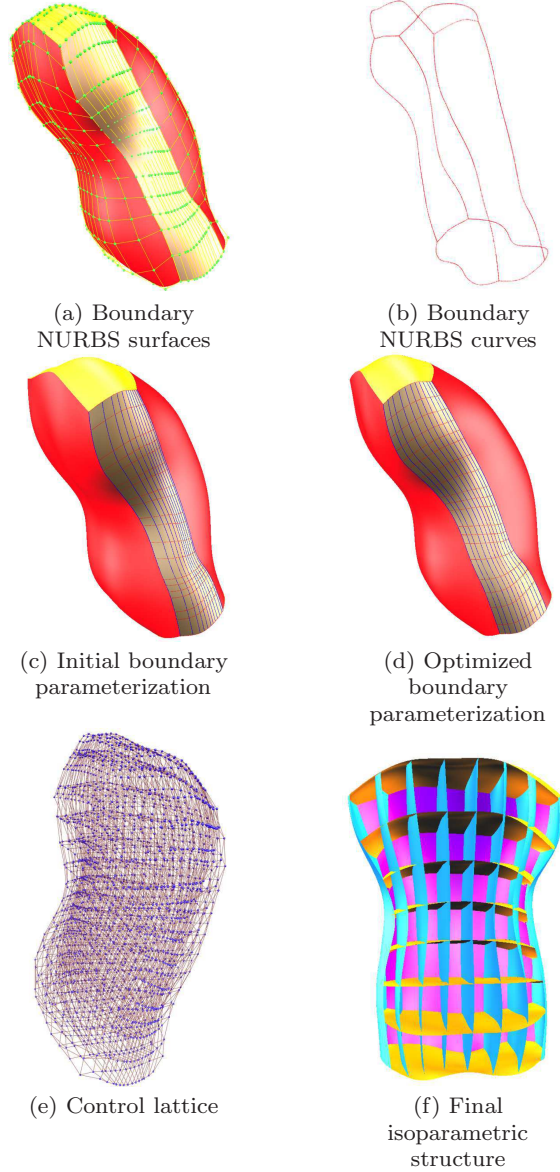 (a) Boundary
NURBS surfaces
(b) Boundary
NURBS curves
(c) Initial boundary
parameterization
(d) Optimized
boundary
parameterization
(e) Control lattice
(f) Final
isoparametric
structure